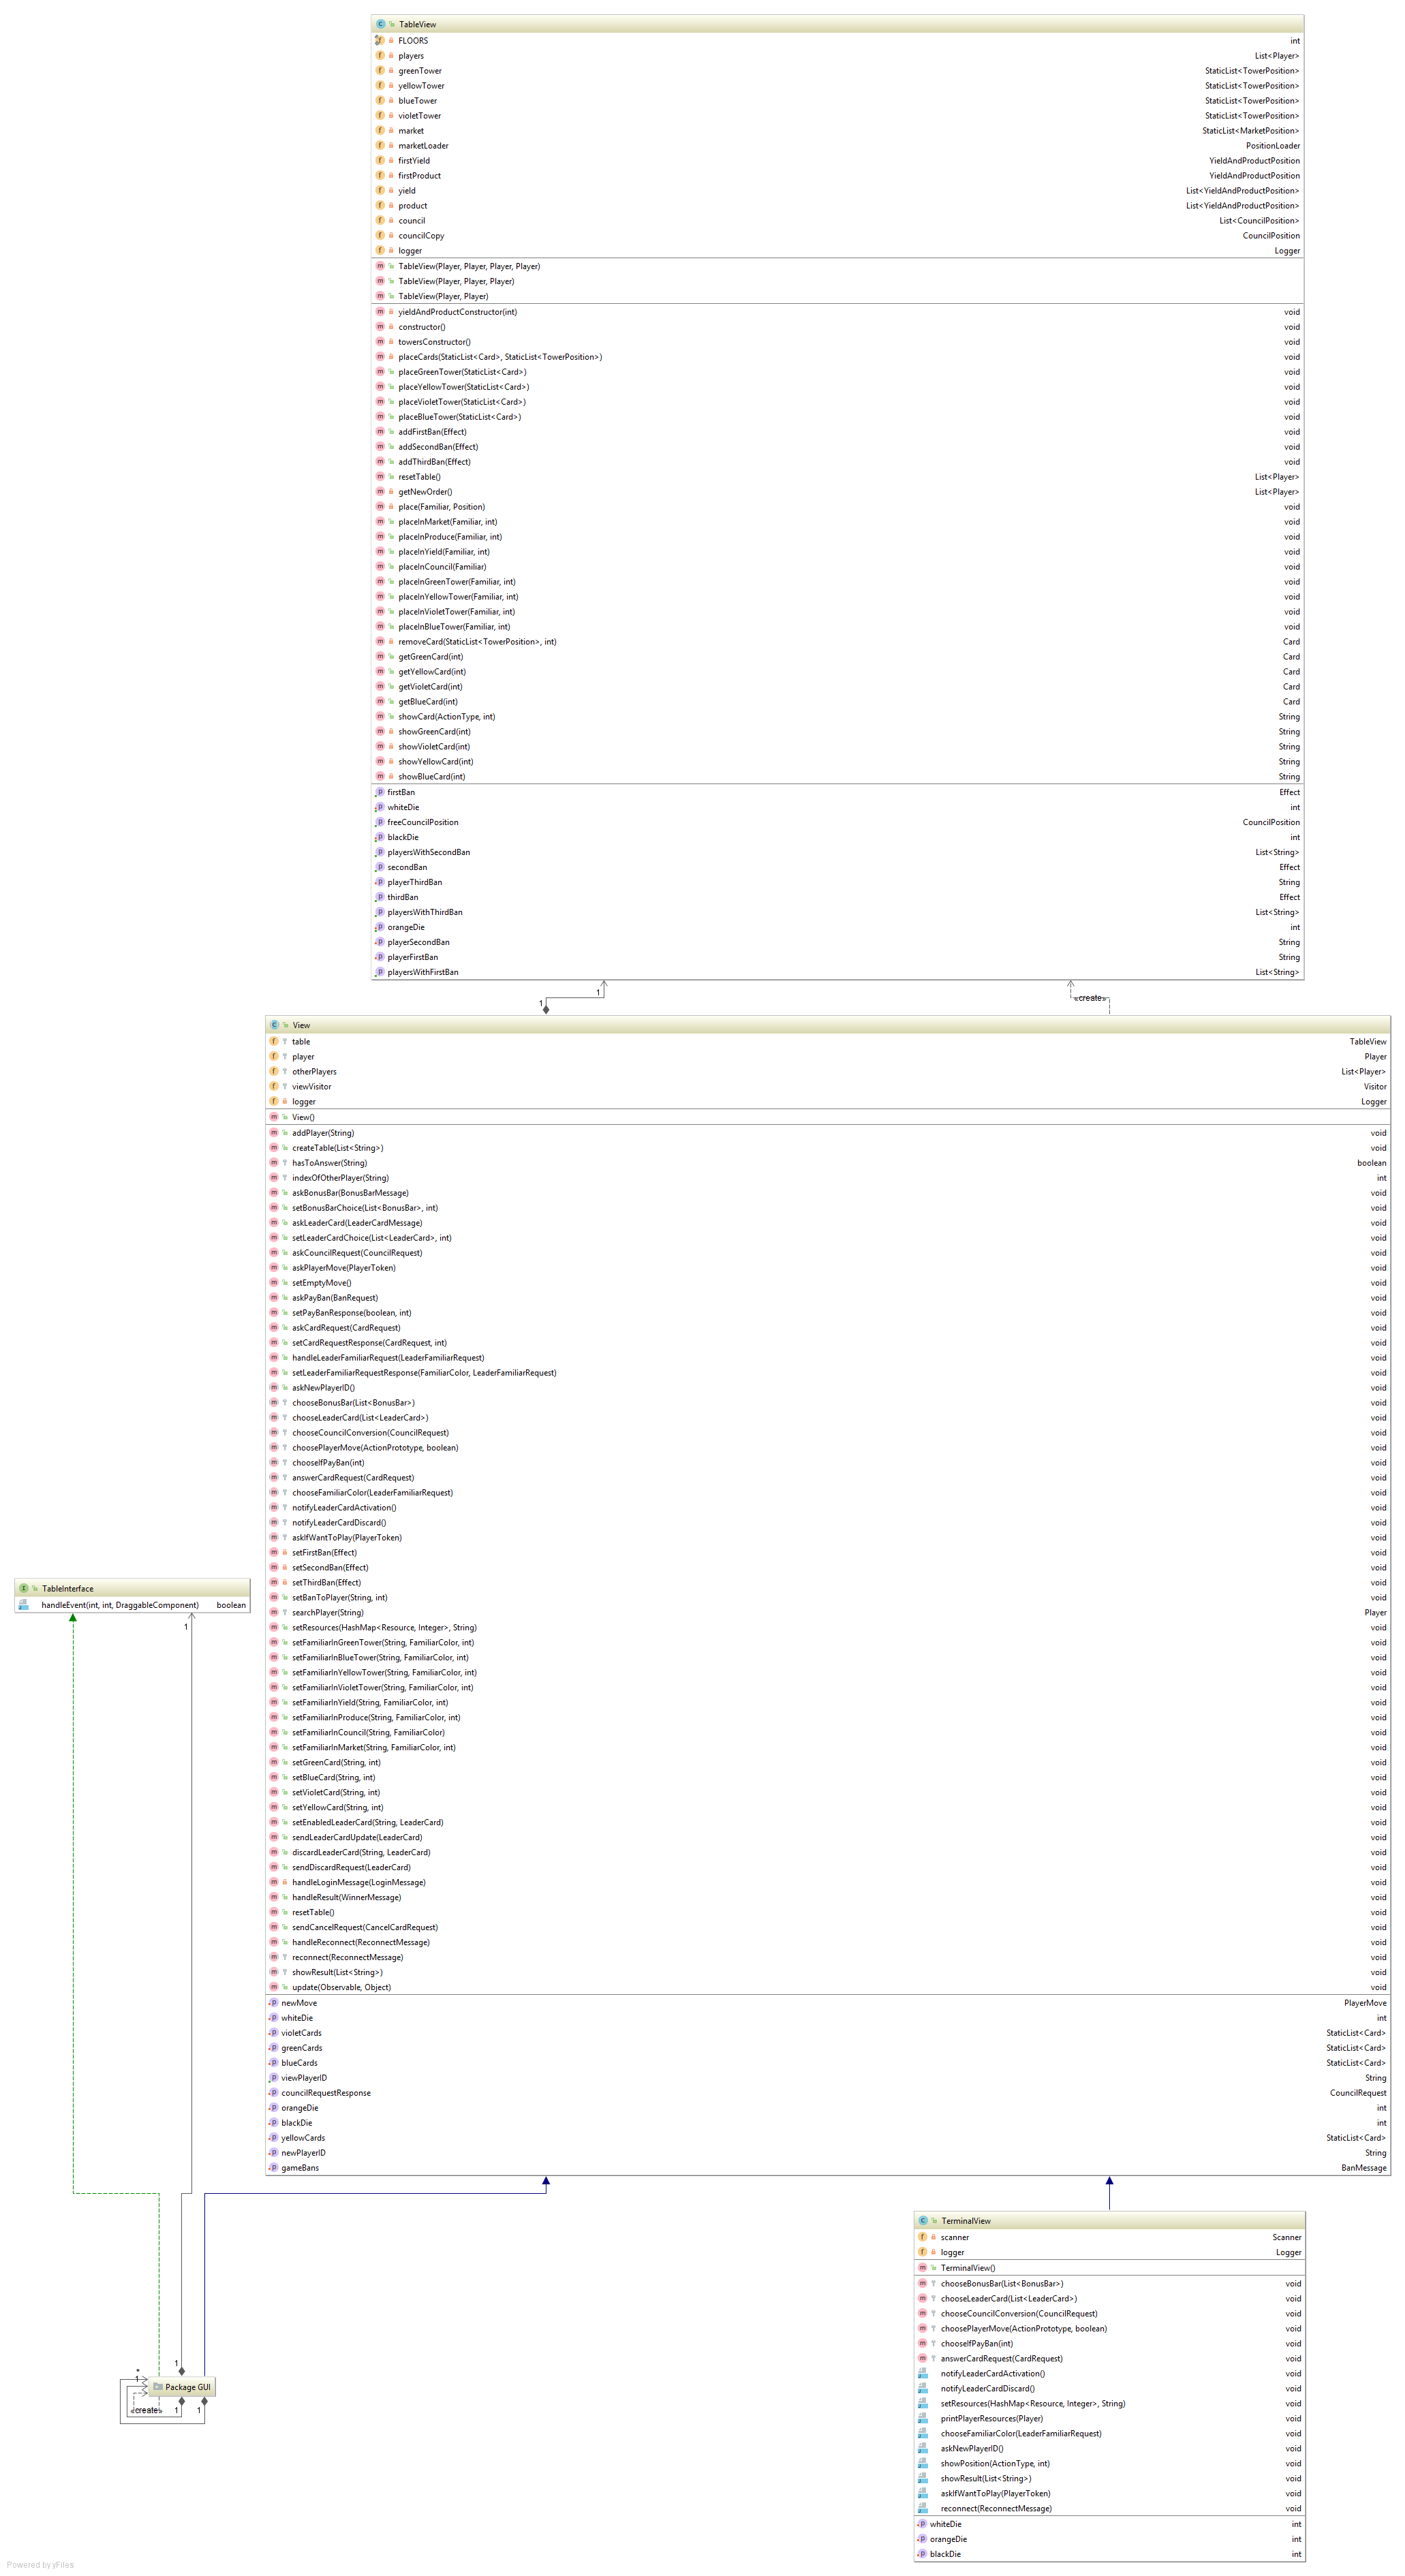 TableView
FLOORS int
players List<Player>
greenTower StaticList<TowerPosition>
yellowTower StaticList<TowerPosition>
blueTower StaticList<TowerPosition>
violetTower StaticList<TowerPosition>
market StaticList<MarketPosition>
marketLoader PositionLoader
firstYield YieldAndProductPosition
firstProduct YieldAndProductPosition
yield List<YieldAndProductPosition>
product List<YieldAndProductPosition>
council List<CouncilPosition>
councilCopy CouncilPosition
logger Logger
TableView(Player, Player, Player, Player)
TableView(Player, Player, Player)
TableView(Player, Player)
yieldAndProductConstructor(int) void
constructor() void
towersConstructor() void
placeCards(StaticList<Card>, StaticList<TowerPosition>) void
placeGreenTower(StaticList<Card>) void
placeYellowTower(StaticList<Card>) void
placeVioletTower(StaticList<Card>) void
placeBlueTower(StaticList<Card>) void
addFirstBan(Effect) void
addSecondBan(Effect) void
addThirdBan(Effect) void
resetTable() List<Player>
getNewOrder() List<Player>
place(Familiar, Position) void
placeInMarket(Familiar, int) void
placeInProduce(Familiar, int) void
placeInYield(Familiar, int) void
placeInCouncil(Familiar) void
placeInGreenTower(Familiar, int) void
placeInYellowTower(Familiar, int) void
placeInVioletTower(Familiar, int) void
placeInBlueTower(Familiar, int) void
removeCard(StaticList<TowerPosition>, int) Card
getGreenCard(int) Card
getYellowCard(int) Card
getVioletCard(int) Card
getBlueCard(int) Card
showCard(ActionType, int) String
showGreenCard(int) String
showVioletCard(int) String
showYellowCard(int) String
showBlueCard(int) String
firstBan Effect
whiteDie int
freeCouncilPosition CouncilPosition
blackDie int
playersWithSecondBan List<String>
secondBan Effect
playerThirdBan String
thirdBan Effect
playersWithThirdBan List<String>
orangeDie int
playerSecondBan String
playerFirstBan String
playersWithFirstBan List<String>
1
1
«create»
View
table TableView
player Player
otherPlayers List<Player>
viewVisitor Visitor
logger Logger
View()
addPlayer(String) void
createTable(List<String>) void
hasToAnswer(String) boolean
indexOfOtherPlayer(String) int
askBonusBar(BonusBarMessage) void
setBonusBarChoice(List<BonusBar>, int) void
askLeaderCard(LeaderCardMessage) void
setLeaderCardChoice(List<LeaderCard>, int) void
askCouncilRequest(CouncilRequest) void
askPlayerMove(PlayerToken) void
setEmptyMove() void
askPayBan(BanRequest) void
setPayBanResponse(boolean, int) void
askCardRequest(CardRequest) void
setCardRequestResponse(CardRequest, int) void
handleLeaderFamiliarRequest(LeaderFamiliarRequest) void
setLeaderFamiliarRequestResponse(FamiliarColor, LeaderFamiliarRequest) void
askNewPlayerID() void
chooseBonusBar(List<BonusBar>) void
chooseLeaderCard(List<LeaderCard>) void
chooseCouncilConversion(CouncilRequest) void
choosePlayerMove(ActionPrototype, boolean) void
chooseIfPayBan(int) void
answerCardRequest(CardRequest) void
chooseFamiliarColor(LeaderFamiliarRequest) void
notifyLeaderCardActivation() void
notifyLeaderCardDiscard() void
askIfWantToPlay(PlayerToken) void
setFirstBan(Effect) void
setSecondBan(Effect) void
setThirdBan(Effect) void
setBanToPlayer(String, int) void
searchPlayer(String) Player
setResources(HashMap<Resource, Integer>, String) void
setFamiliarInGreenTower(String, FamiliarColor, int) void
setFamiliarInBlueTower(String, FamiliarColor, int) void
setFamiliarInYellowTower(String, FamiliarColor, int) void
setFamiliarInVioletTower(String, FamiliarColor, int) void
setFamiliarInYield(String, FamiliarColor, int) void
setFamiliarInProduce(String, FamiliarColor, int) void
setFamiliarInCouncil(String, FamiliarColor) void
setFamiliarInMarket(String, FamiliarColor, int) void
setGreenCard(String, int) void
setBlueCard(String, int) void
setVioletCard(String, int) void
setYellowCard(String, int) void
setEnabledLeaderCard(String, LeaderCard) void
sendLeaderCardUpdate(LeaderCard) void
discardLeaderCard(String, LeaderCard) void
sendDiscardRequest(LeaderCard) void
handleLoginMessage(LoginMessage) void
handleResult(WinnerMessage) void
resetTable() void
sendCancelRequest(CancelCardRequest) void
handleReconnect(ReconnectMessage) void
reconnect(ReconnectMessage) void
showResult(List<String>) void
update(Observable, Object) void
newMove PlayerMove
whiteDie int
violetCards StaticList<Card>
greenCards StaticList<Card>
blueCards StaticList<Card>
viewPlayerID String
councilRequestResponse CouncilRequest
orangeDie int
blackDie int
yellowCards StaticList<Card>
newPlayerID String
gameBans BanMessage
TableInterface
handleEvent(int, int, DraggableComponent) boolean
1
TerminalView
scanner Scanner
logger Logger
TerminalView()
chooseBonusBar(List<BonusBar>) void
chooseLeaderCard(List<LeaderCard>) void
chooseCouncilConversion(CouncilRequest) void
choosePlayerMove(ActionPrototype, boolean) void
chooseIfPayBan(int) void
answerCardRequest(CardRequest) void
notifyLeaderCardActivation() void
notifyLeaderCardDiscard() void
setResources(HashMap<Resource, Integer>, String) void
printPlayerResources(Player) void
chooseFamiliarColor(LeaderFamiliarRequest) void
askNewPlayerID() void
showPosition(ActionType, int) void
showResult(List<String>) void
askIfWantToPlay(PlayerToken) void
reconnect(ReconnectMessage) void
whiteDie int
orangeDie int
blackDie int
1
*
1
Package GUI
«create»
1
1
Powered by yFiles